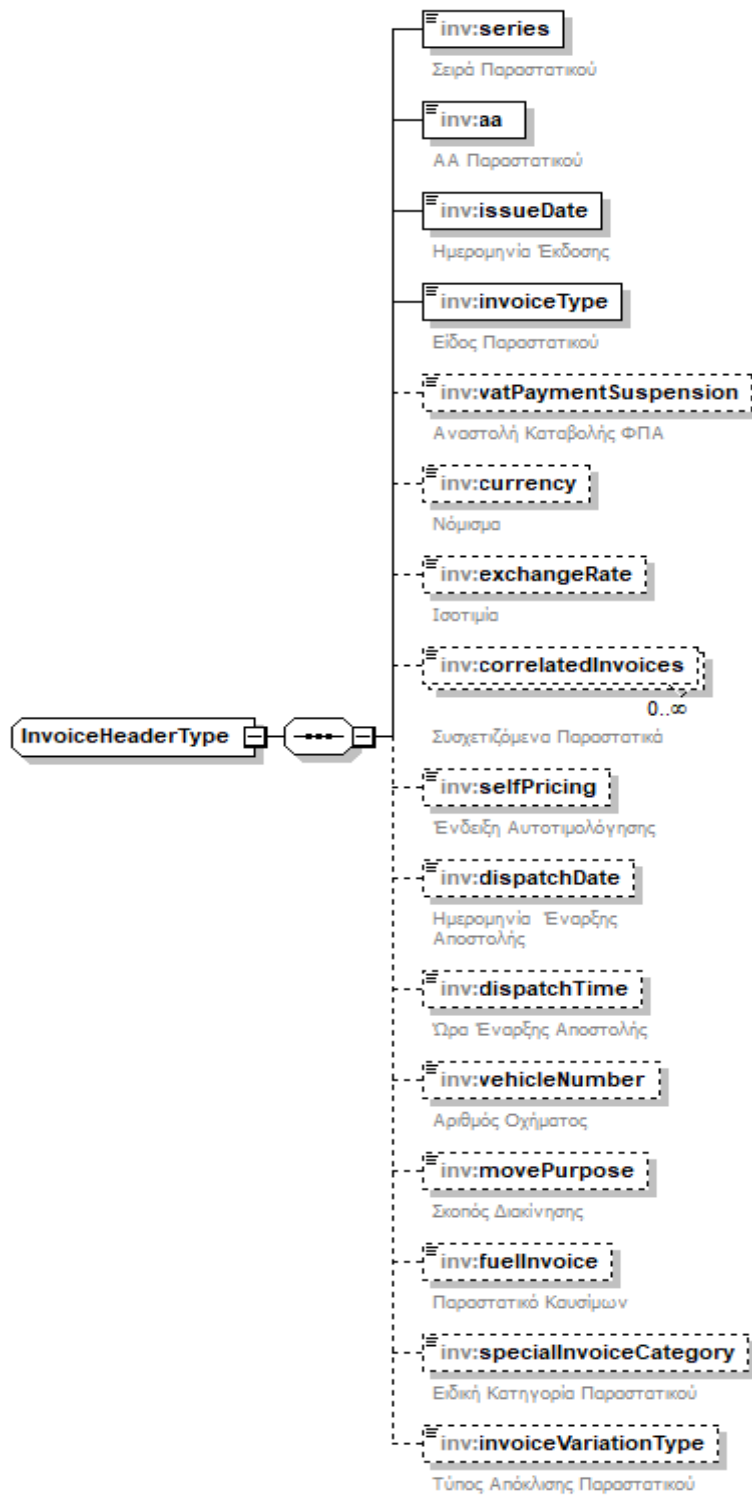 inv:series
Σειρά Παραστατικού
inv:aa
ΑΑ Παραστατικού
inv:issueDate
Ημερομηνία Έκδοσης
inv:invoiceType
Είδος Παραστατικού
inv:vatPaymentSuspension
Αναστολή Καταβολής ΦΠΑ
inv:currency
Νόμισμα
inv:exchangeRate
Ισοτιμία
inv:correlatedInvoices
0..∞
Συσχετιζόμενα Παραστατικά
InvoiceHeaderType
inv:selfPricing
Ένδειξη Αυτοτιμολόγησης
inv:dispatchDate
Ημερομηνία Έναρξης
Αποστολής
inv:dispatchTime
Ώρα Έναρξης Αποστολής
inv:vehicleNumber
Αριθμός Οχήματος
inv:movePurpose
Σκοπός Διακίνησης
inv:fuelInvoice
Παραστατικό Καυσίμων
inv:specialInvoiceCategory
Ειδική Κατηγορία Παραστατικού
inv:invoiceVariationType
Τύπος Απόκλισης Παραστατικού